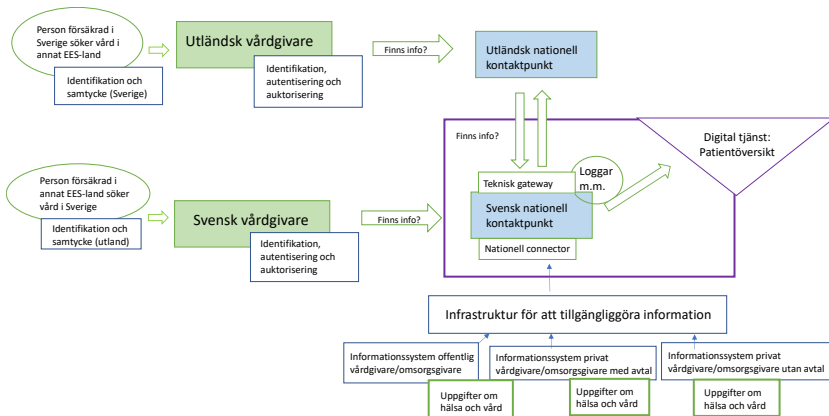 Person försäkrad i
Sverige söker vård i
annat EES-land
Identifikation och
samtycke (Sverige)
Utländsk vårdgivare
Identifikation,
autentisering och
auktorisering
Finns info?
Utländsk nationell
kontaktpunkt
Finns info?
Digital tjänst:
Patientöversikt
Teknisk gateway
Loggar
m.m.
Svensk nationell
kontaktpunkt
Nationell connector
Person försäkrad i
annat EES-land söker
vård i Sverige
Identifikation och
samtycke (utland)
Svensk vårdgivare
Identifikation,
autentisering och
auktorisering
Finns info?
Infrastruktur för att tillgängliggöra information
Informationssystem offentlig
vårdgivare/omsorgsgivare
Uppgifter om
hälsa och vård
Informationssystem privat
vårdgivare/omsorgsgivare med avtal
Uppgifter om
hälsa och vård
Informationssystem privat
vårdgivare/omsorgsgivare utan avtal
Uppgifter om
hälsa och vård